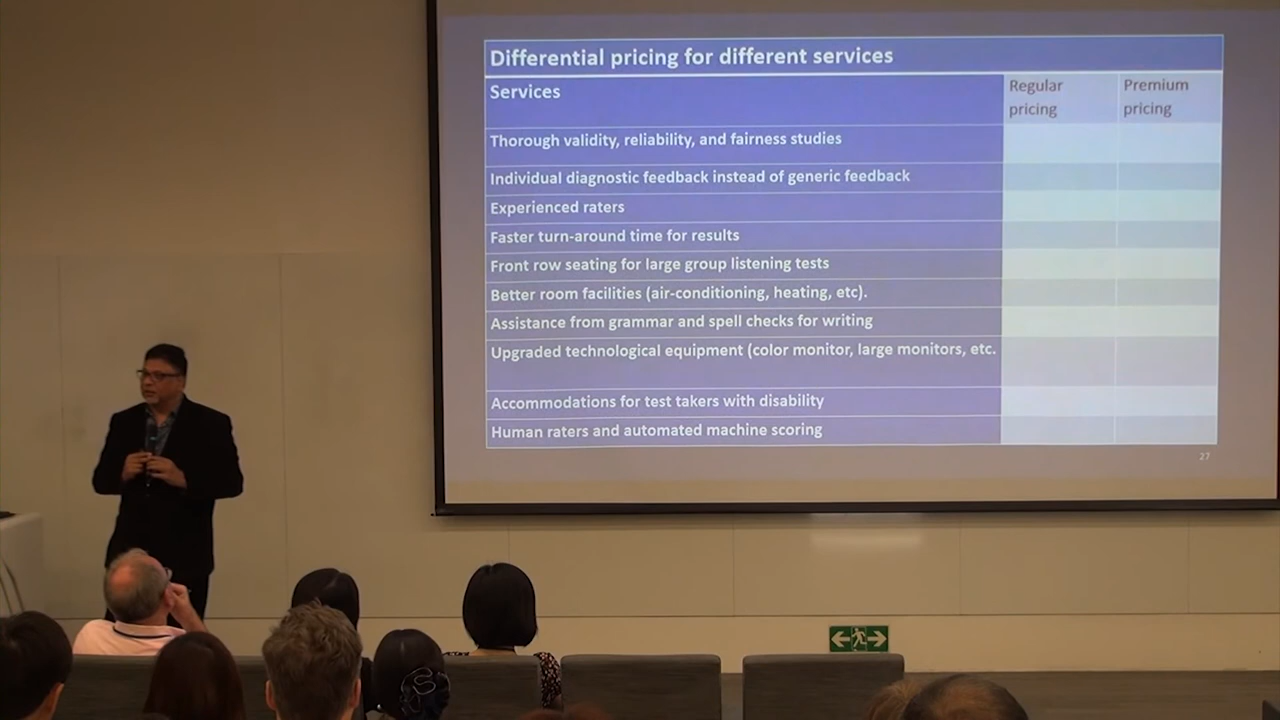 Differential pricing for different services
Services
Regular
pricing
Premium
pricing
Thorough validity, reliability, and fairness studies
Individual diagnostic feedback instead of generic feedback
Experienced raters
Faster turn-around time for results
Front row seating for large group listening tests
Better room facilities (air-conditioning, heating, etc).
Assistance from grammar and spell checks for writing
Upgraded technological equipment (color monitor, large monitors, etc.
Accommodations for test takers with disability
Human raters and automated machine scoring
27